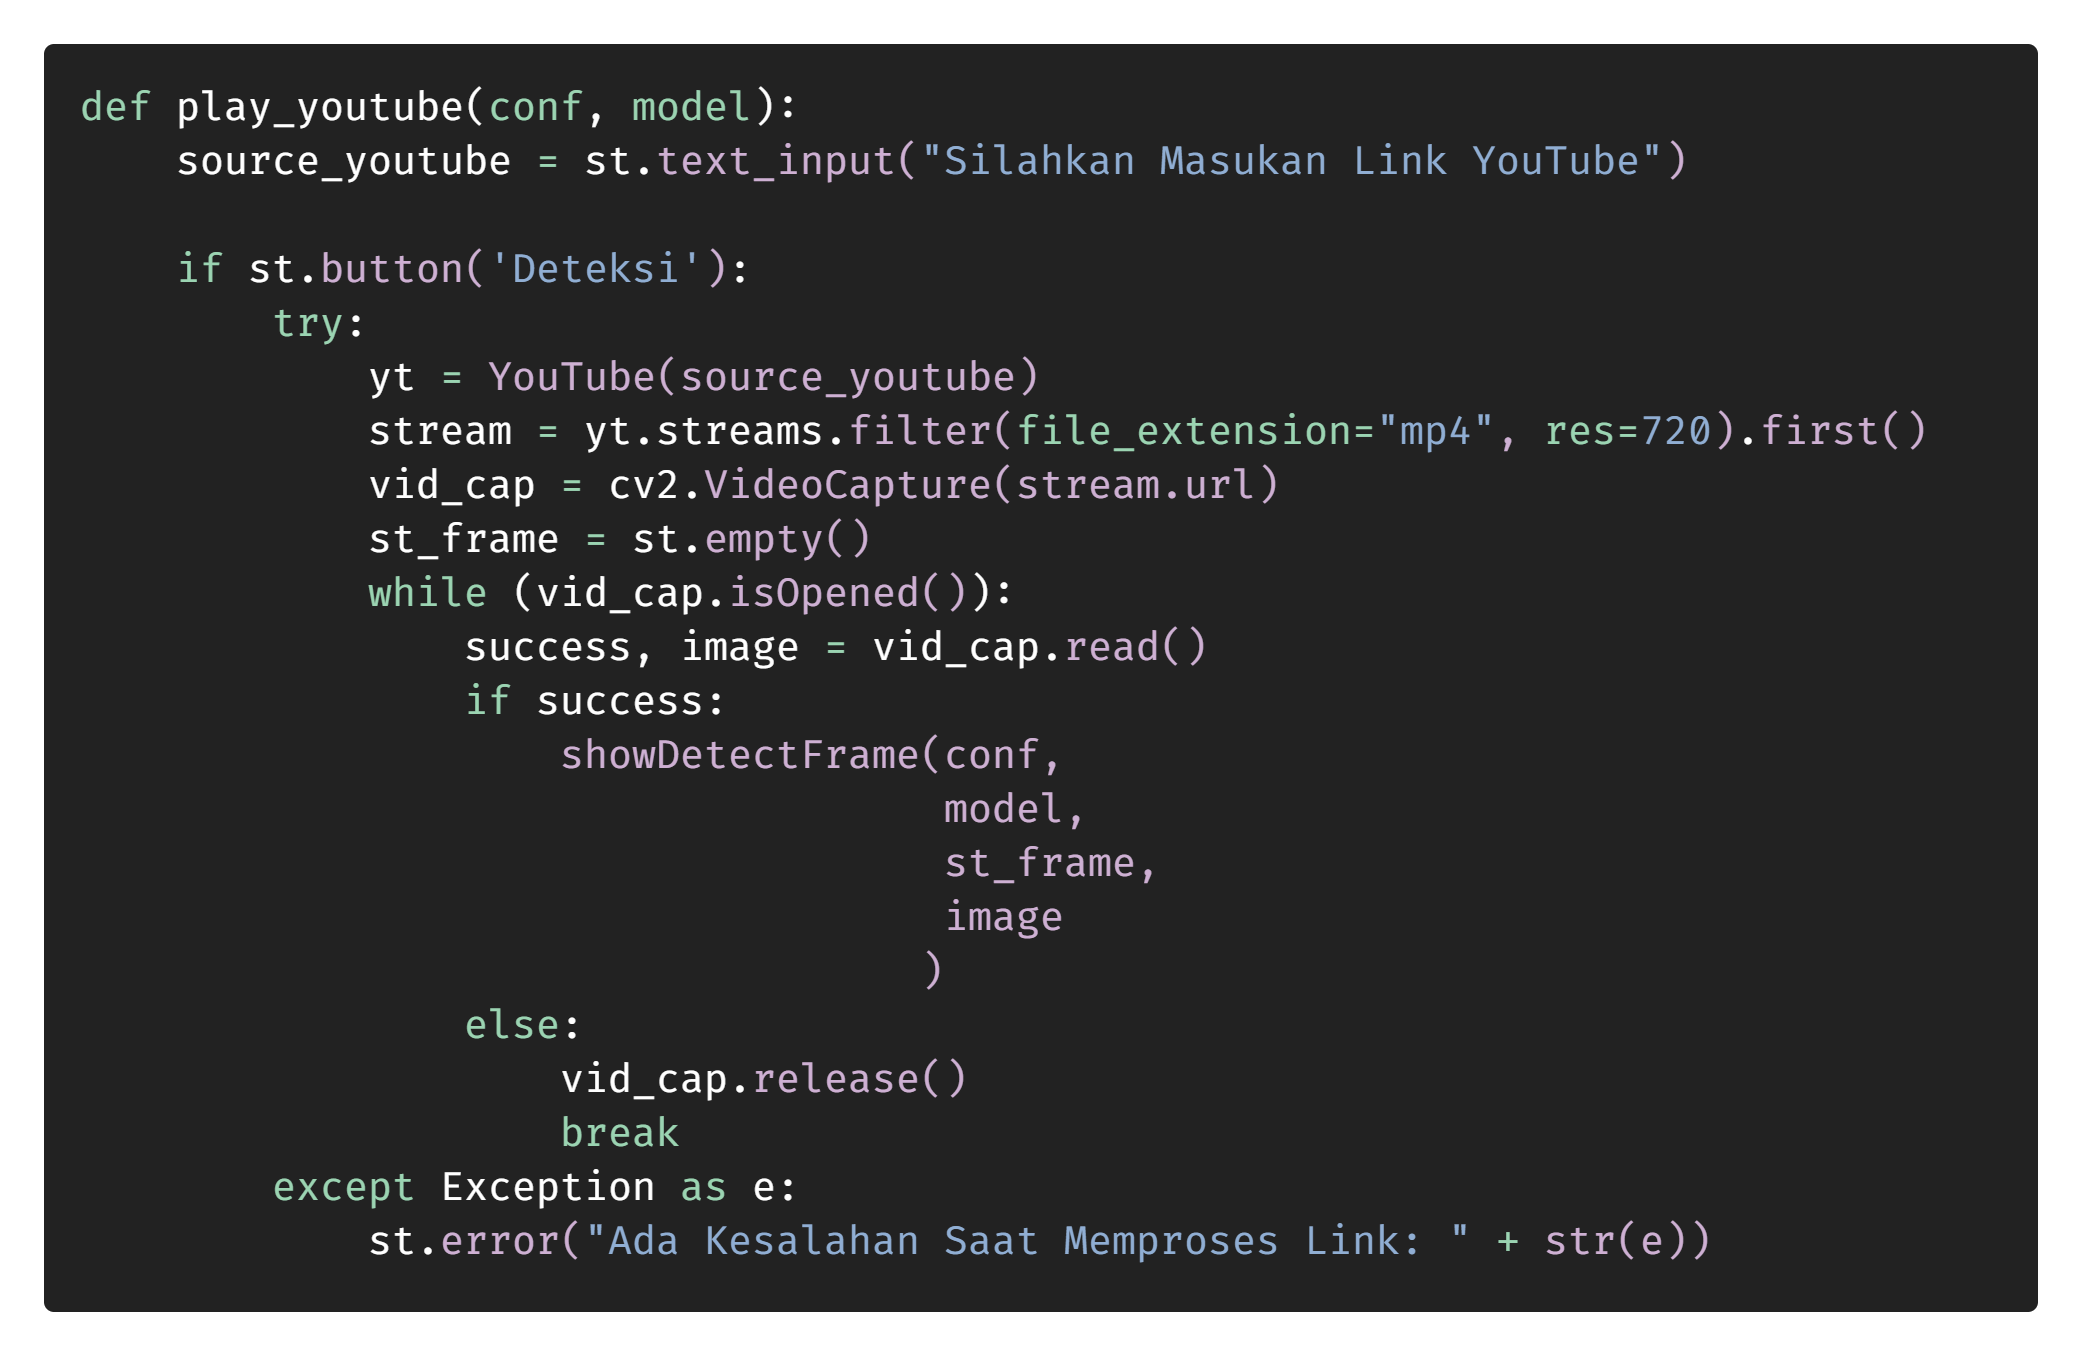 def play_youtube(conf, model):
    source_youtube = st.text_input("Silahkan Masukan Link YouTube")

    if st.button('Deteksi'):
        try:
            yt = YouTube(source_youtube)
            stream = yt.streams.filter(file_extension="mp4", res=720).first()
            vid_cap = cv2.VideoCapture(stream.url)
            st_frame = st.empty()
            while (vid_cap.isOpened()):
                success, image = vid_cap.read()
                if success:
                    showDetectFrame(conf,
                                    model,
                                    st_frame,
                                    image
                                   )
                else:
                    vid_cap.release()
                    break
        except Exception as e:
            st.error("Ada Kesalahan Saat Memproses Link: " + str(e))